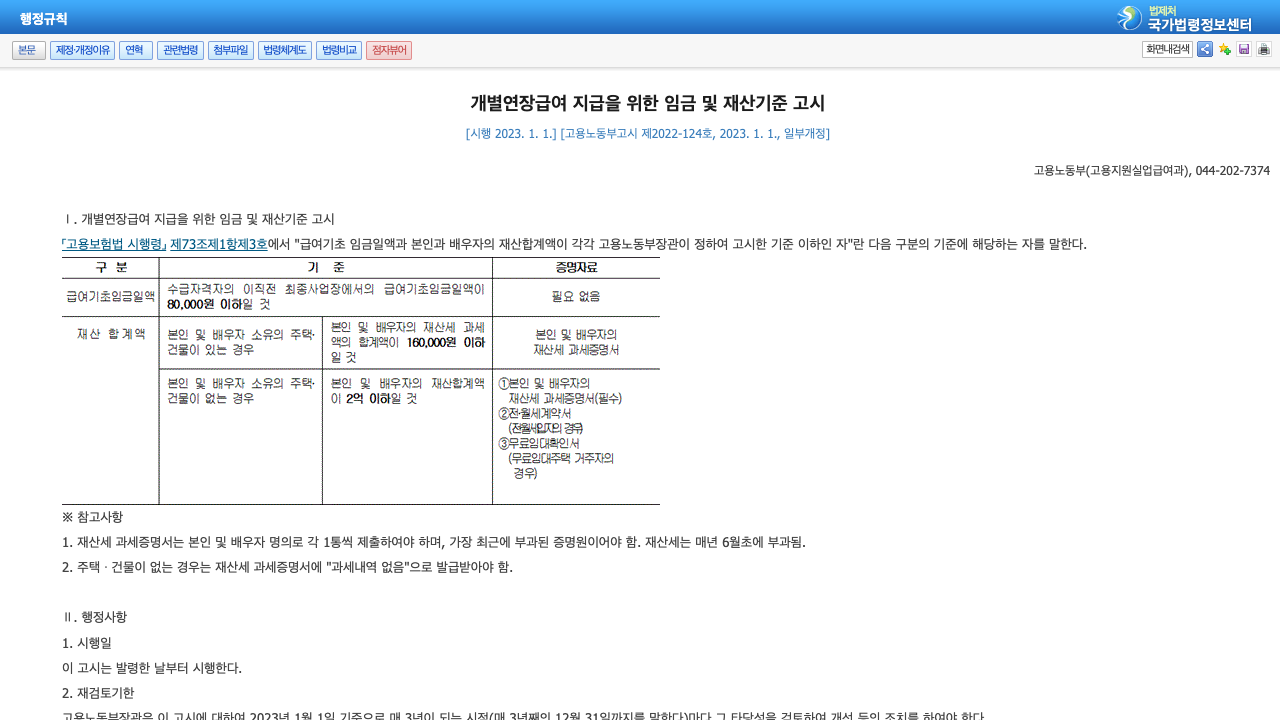 행정규칙
법제처
국가법령정보센터
본문 제정·개정이유 연혁 관련법령 첨부파일 법령체계도 법령비교 점자뷰어
화면내검색
개별연장급여 지급을 위한 임금 및 재산기준 고시
[시행 2023. 1. 1.] [고용노동부고시 제2022-124호, 2023. 1. 1., 일부개정]
고용노동부(고용지원실업급여과), 044-202-7374
Ⅰ. 개별연장급여 지급을 위한 임금 및 재산기준 고시
「고용보험법 시행령」 제73조제1항제3호에서 "급여기초 임금일액과 본인과 배우자의 재산합계액이 각각 고용노동부장관이 정하여 고시한 기준 이하인 자"란 다음 구분의 기준에 해당하는 자를 말한다.
구 분 기 준 증명자료
급여기초임금일액
수급자격자의 이직전 최종사업장에서의 급여기초임금일액이
80,000원 이하일 것
필요 없음
재산 합계액
본인 및 배우자 소유의 주택·
건물이 있는 경우
본인 및 배우자의 재산세 과세
액의 합계액이 160,000원 이하
일 것
본인 및 배우자의
재산세 과세증명서
본인 및 배우자 소유의 주택·
건물이 없는 경우
본인 및 배우자의 재산합계액
이 2억 이하일 것
①본인 및 배우자의
재산세 과세증명서(필수)
②전·월세계약서
(전월세입자의 경우)
③무료임대확인서
(무료임대주택 거주자의
경우)
※ 참고사항
1. 재산세 과세증명서는 본인 및 배우자 명의로 각 1통씩 제출하여야 하며, 가장 최근에 부과된 증명원이어야 함. 재산세는 매년 6월초에 부과됨.
2. 주택ㆍ건물이 없는 경우는 재산세 과세증명서에 "과세내역 없음"으로 발급받아야 함.
Ⅱ. 행정사항
1. 시행일
이 고시는 발령한 날부터 시행한다.
2. 재검토기한
고용노동부장관은 이 고시에 대하여 2023년 1월 1일 기준으로 매 3년이 되는 시점(매 3년째의 12월 31일까지를 말한다)마다 그 타당성을 검토하여 개선 등의 조치를 하여야 한다.